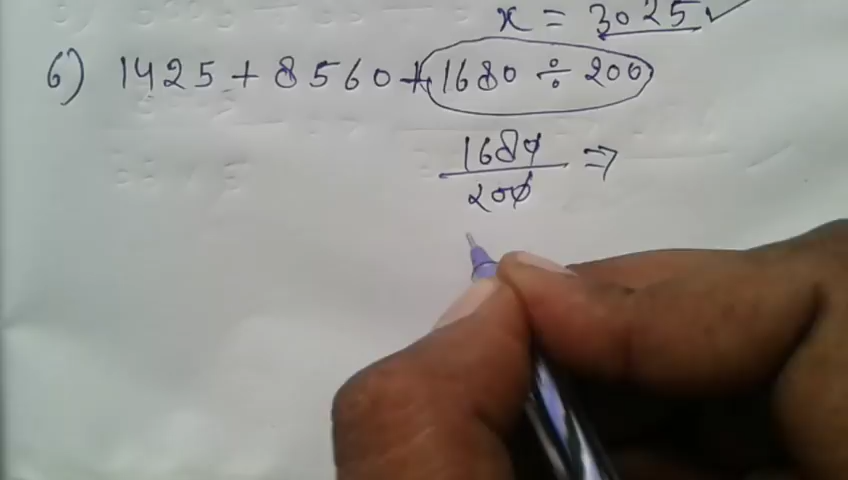 x = 3025 ✓
6) 1425 + 8560 + 1680 ÷ 200
1680
200 ⇒